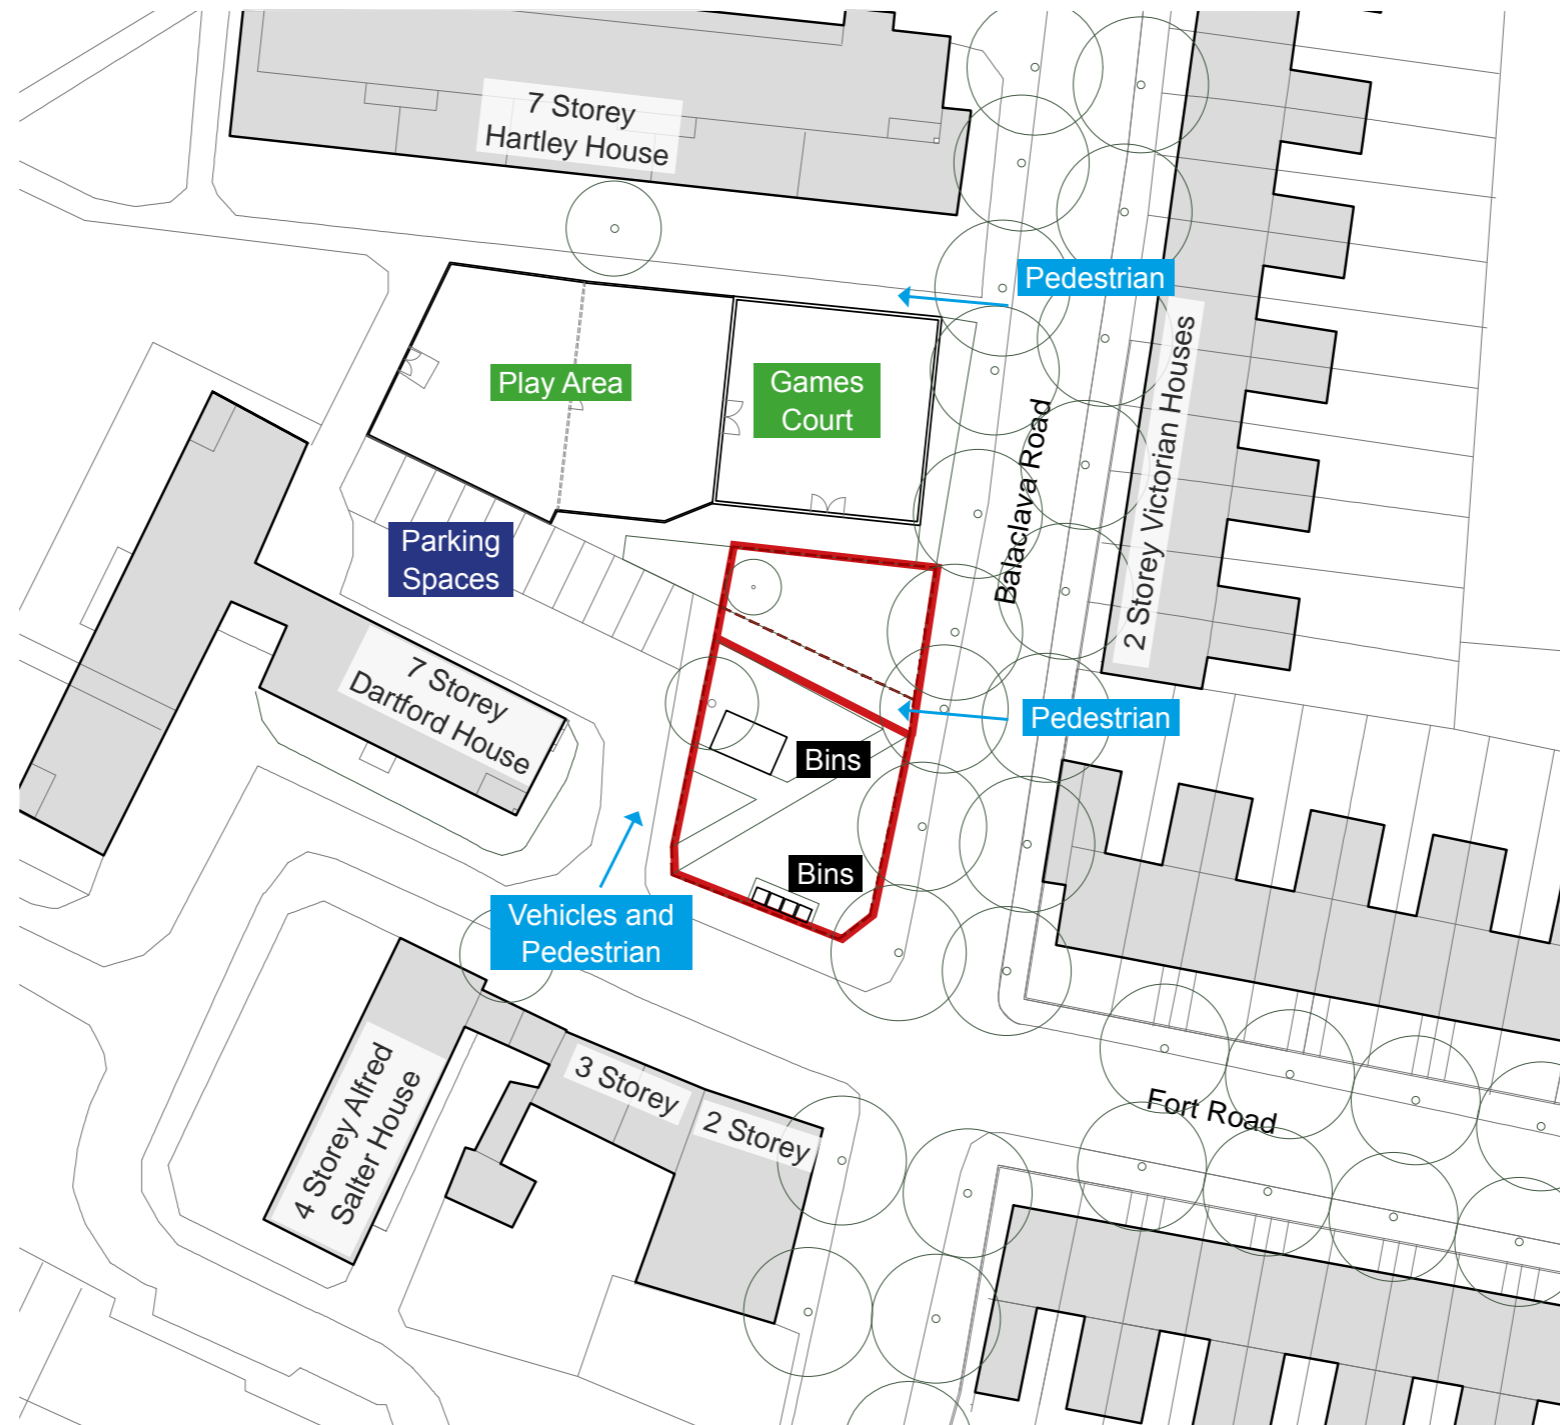 7 Storey
Hartley House
Pedestrian
Play Area
Games
Court
Balaclava Road
2 Storey Victorian Houses
Parking
Spaces
7 Storey
Dartford House
Pedestrian
Bins
Bins
Vehicles and
Pedestrian
4 Storey Alfred
Salter House
3 Storey
2 Storey
Fort Road